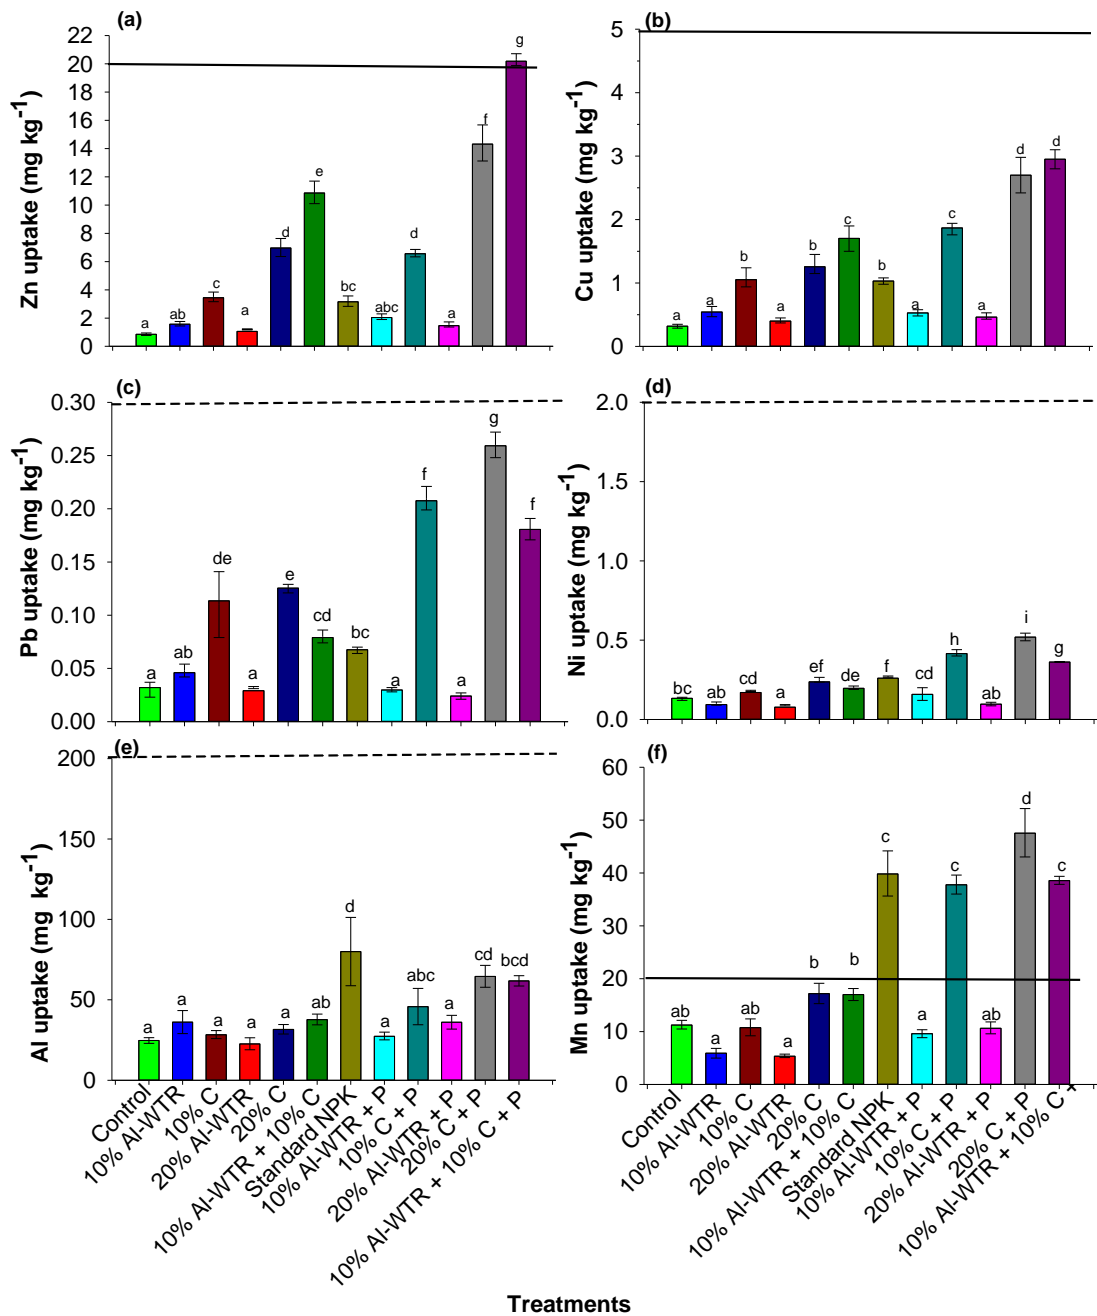 (a)
Zn uptake (mg kg-1)
22
20
18
16
14
12
10
8
6
4
2
0
a
ab
c
a
d
e
bc
abc
d
a
f
g
(b)
Cu uptake (mg kg-1)
5
4
3
2
1
0
a
a
b
a
b
c
b
a
c
a
d
d
(c)
Pb uptake (mg kg-1)
0.30
0.25
0.20
0.15
0.10
0.05
0.00
a
ab
de
a
e
cd
bc
a
f
a
g
f
(d)
Ni uptake (mg kg-1)
2.0
1.5
1.0
0.5
0.0
bc
ab
cd
a
ef
de
f
cd
h
ab
i
g
(e)
Al uptake (mg kg-1)
200
150
100
50
0
a
a
a
a
a
ab
d
a
abc
a
cd
bcd
Control
10% Al-WTR
10% C
20% Al-WTR
20% C
10% Al-WTR + 10% C
Standard NPK
10% Al-WTR + P
10% C + P
20% Al-WTR + P
20% C + P
10% Al-WTR + 10% C + P
(f)
Mn uptake (mg kg-1)
60
50
40
30
20
10
0
ab
a
ab
a
b
b
c
a
c
ab
d
c
Control
10% Al-WTR
10% C
20% Al-WTR
20% C
10% Al-WTR + 10% C
Standard NPK
10% Al-WTR + P
10% C + P
20% Al-WTR + P
20% C + P
10% Al-WTR + 10% C +
Treatments